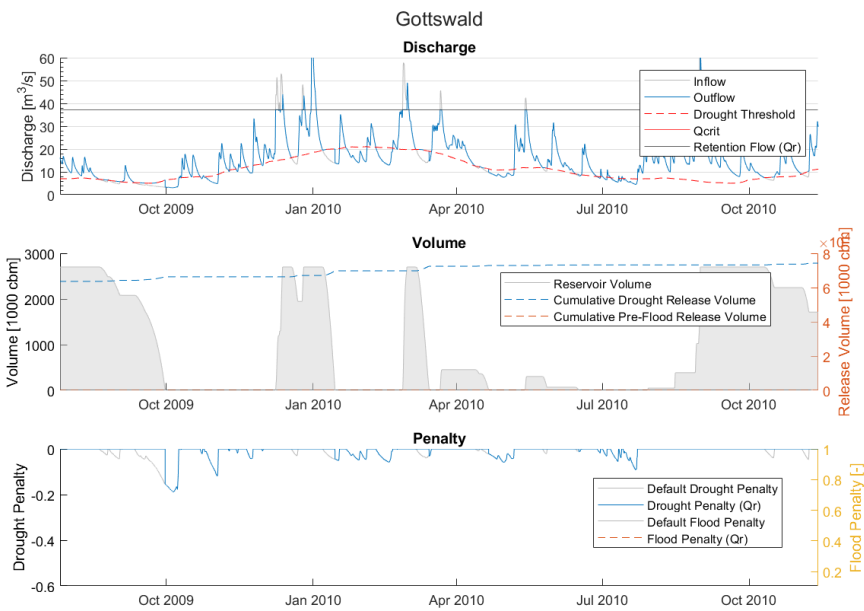 Gottswald
Discharge
Discharge [m³/s]
60
50
40
30
20
10
0
Inflow
Outflow
Drought Threshold
Qcrit
Retention Flow (Qr)
Oct 2009
Jan 2010
Apr 2010
Jul 2010
Oct 2010
Volume
Volume [1000 cbm]
3000
2000
1000
0
Reservoir Volume
Cumulative Drought Release Volume
Cumulative Pre-Flood Release Volume
8
6
4
2
0
Release Volume [1000 cbm]
Oct 2009
Jan 2010
Apr 2010
Jul 2010
Oct 2010
Penalty
Drought Penalty
0
-0.2
-0.4
-0.6
Default Drought Penalty
Drought Penalty (Qr)
Default Flood Penalty
Flood Penalty (Qr)
1
0.8
0.6
0.4
0.2
Flood Penalty [-]
Oct 2009
Jan 2010
Apr 2010
Jul 2010
Oct 2010